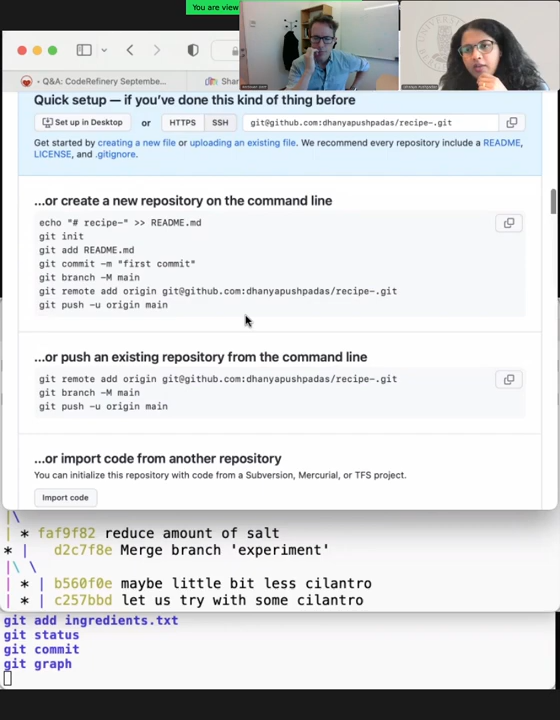 You are view
Q&A: CodeRefinery Septembe...
Shar
Quick setup — if you've done this kind of thing before
Set up in Desktop or HTTPS SSH git@github.com:dhanyapushpadas/recipe-.git
Get started by creating a new file or uploading an existing file. We recommend every repository include a README,
LICENSE, and .gitignore.
...or create a new repository on the command line
echo "# recipe-" >> README.md
git init
git add README.md
git commit -m "first commit"
git branch -M main
git remote add origin git@github.com:dhanyapushpadas/recipe-.git
git push -u origin main
...or push an existing repository from the command line
git remote add origin git@github.com:dhanyapushpadas/recipe-.git
git branch -M main
git push -u origin main
...or import code from another repository
You can initialize this repository with code from a Subversion, Mercurial, or TFS project.
Import code
|\
| * faf9f82 reduce amount of salt
* | d2c7f8e Merge branch 'experiment'
|\ \
| * | b560f0e maybe little bit less cilantro
| * | c257bbd let us try with some cilantro
git add ingredients.txt
git status
git commit
git graph